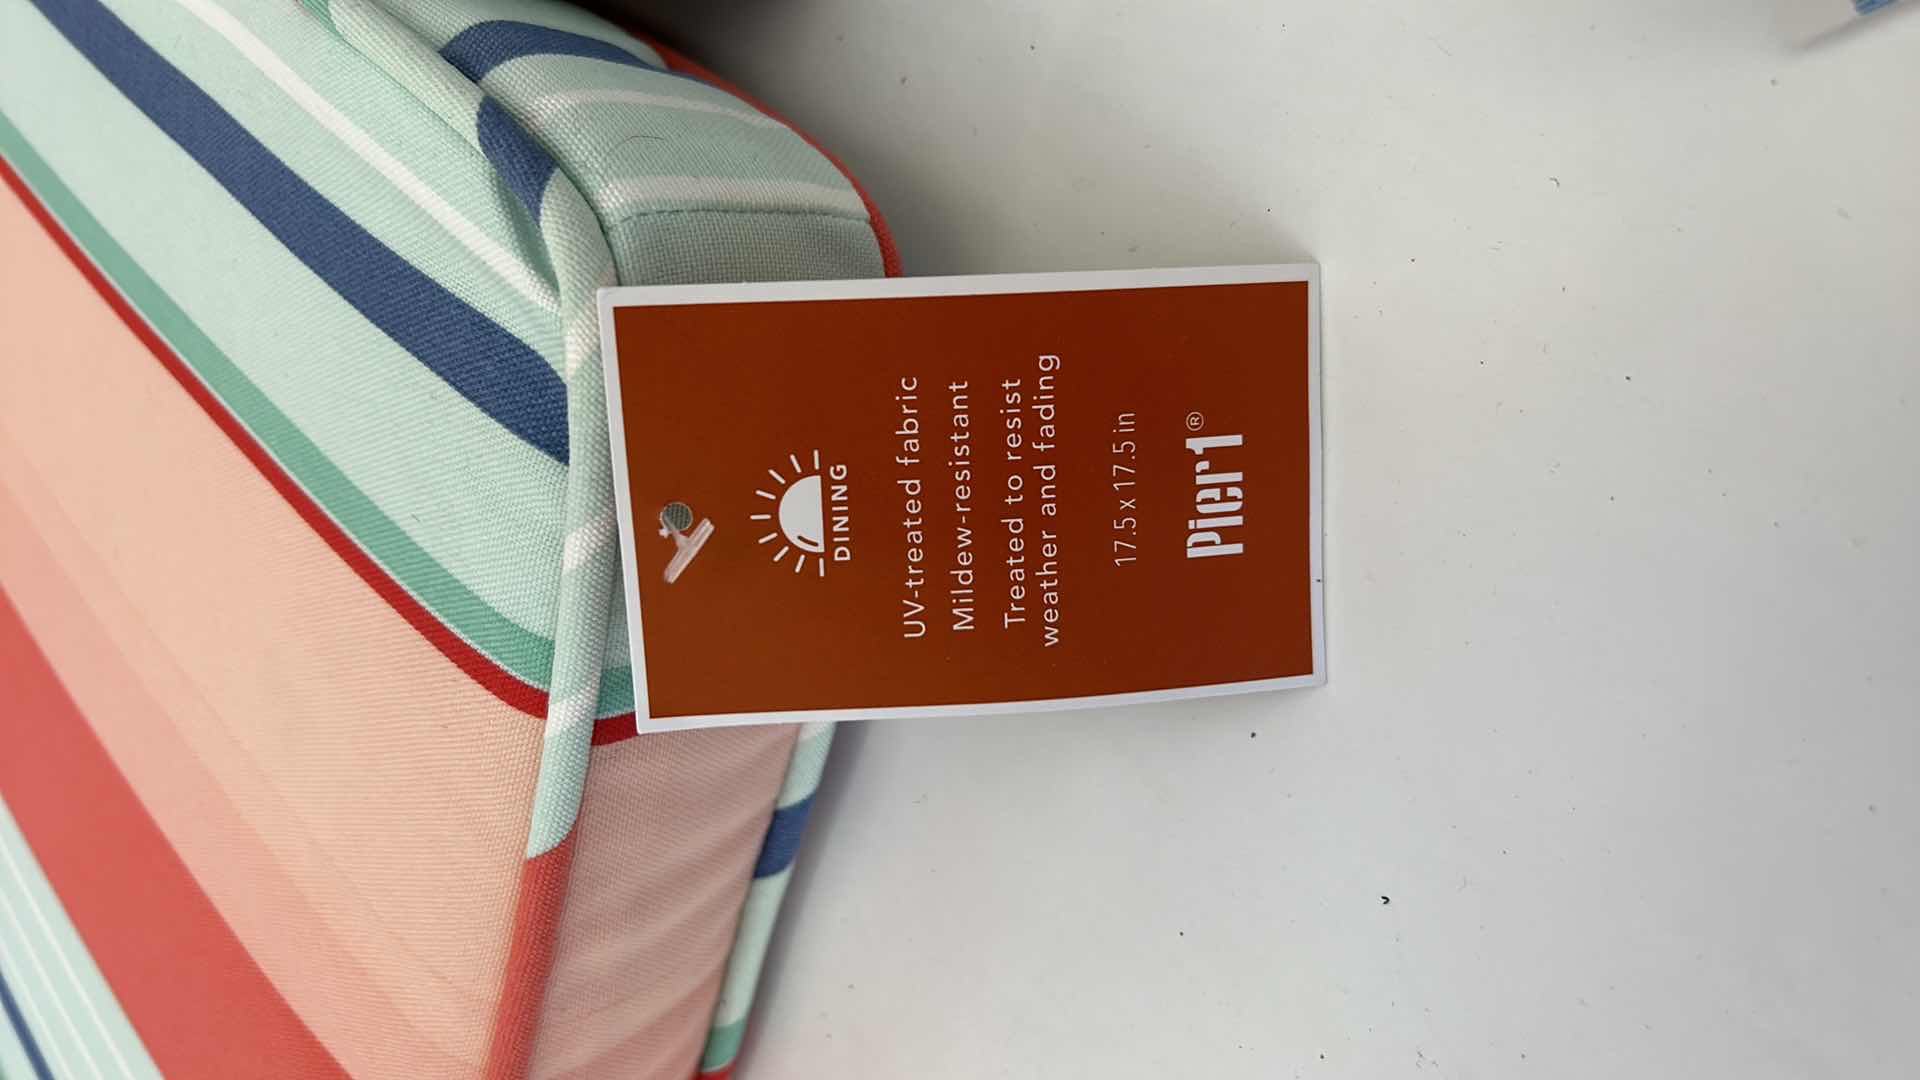 DINING
UV-treated fabric
Mildew-resistant
Treated to resist
weather and fading
17.5 x 17.5 in
Pier1®